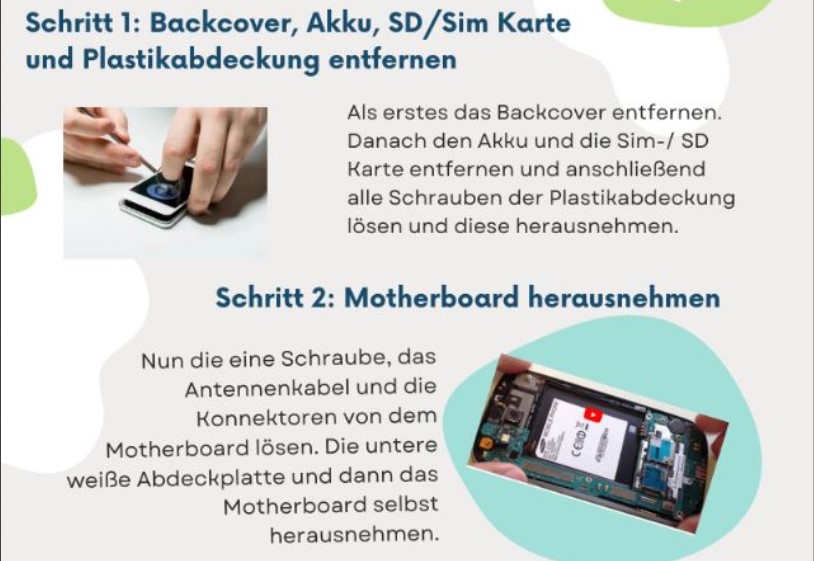 Schritt 1: Backcover, Akku, SD/Sim Karte
und Plastikabdeckung entfernen
Als erstes das Backcover entfernen.
Danach den Akku und die Sim-/ SD
Karte entfernen und anschließend
alle Schrauben der Plastikabdeckung
lösen und diese herausnehmen.
Schritt 2: Motherboard herausnehmen
Nun die eine Schraube, das
Antennenkabel und die
Konnektoren von dem
Motherboard lösen. Die untere
weiße Abdeckplatte und dann das
Motherboard selbst
herausnehmen.